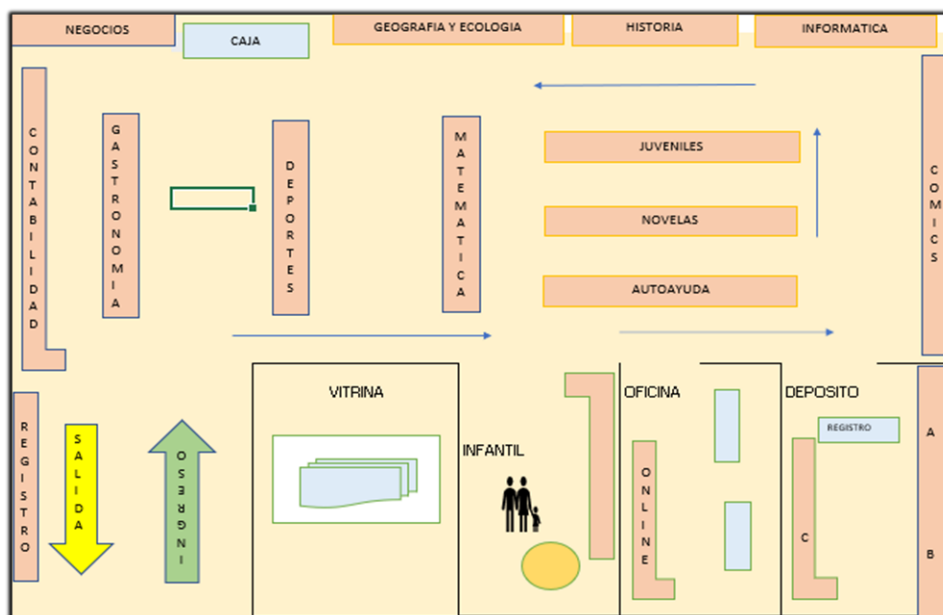 NEGOCIOS
CAJA
GEOGRAFIA Y ECOLOGIA
HISTORIA
INFORMATICA
CONTABILIDAD
GASTRONOMIA
DEPORTES
MATEMATICA
JUVENILES
NOVELAS
AUTOAYUDA
COMICS
REGISTRO
SALIDA
INGRESO
VITRINA
INFANTIL
OFICINA
ONLINE
DEPOSITO
REGISTRO
C
A
B